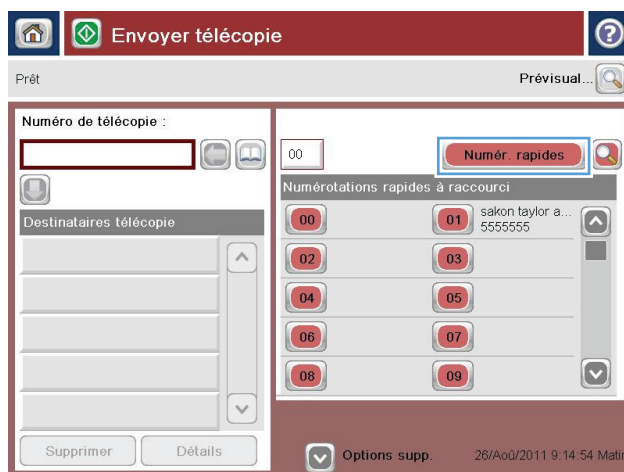 Envoyer télécopie
?
Prêt
Prévisual...
Numéro de télécopie :
00
Numér. rapides
Numérotations rapides à raccourci
Destinataires télécopie
00
01 sakon taylor a...
5555555
02
03
04
05
06
07
08
09
Supprimer
Détails
Options supp.
26/Aoû/2011 9:14:54 Matin